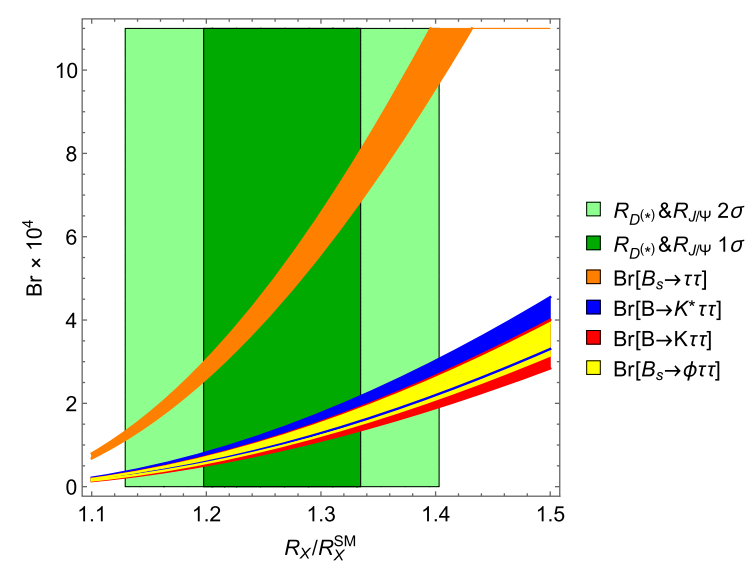 10
8
6
4
2
0
Br × 10⁴
1.1 1.2 1.3 1.4 1.5
R_X/R_X^SM
R_D(*)&R_J/Ψ 2σ
R_D(*)&R_J/Ψ 1σ
Br[B_s→ττ]
Br[B→K*ττ]
Br[B→Kττ]
Br[B_s→ϕττ]